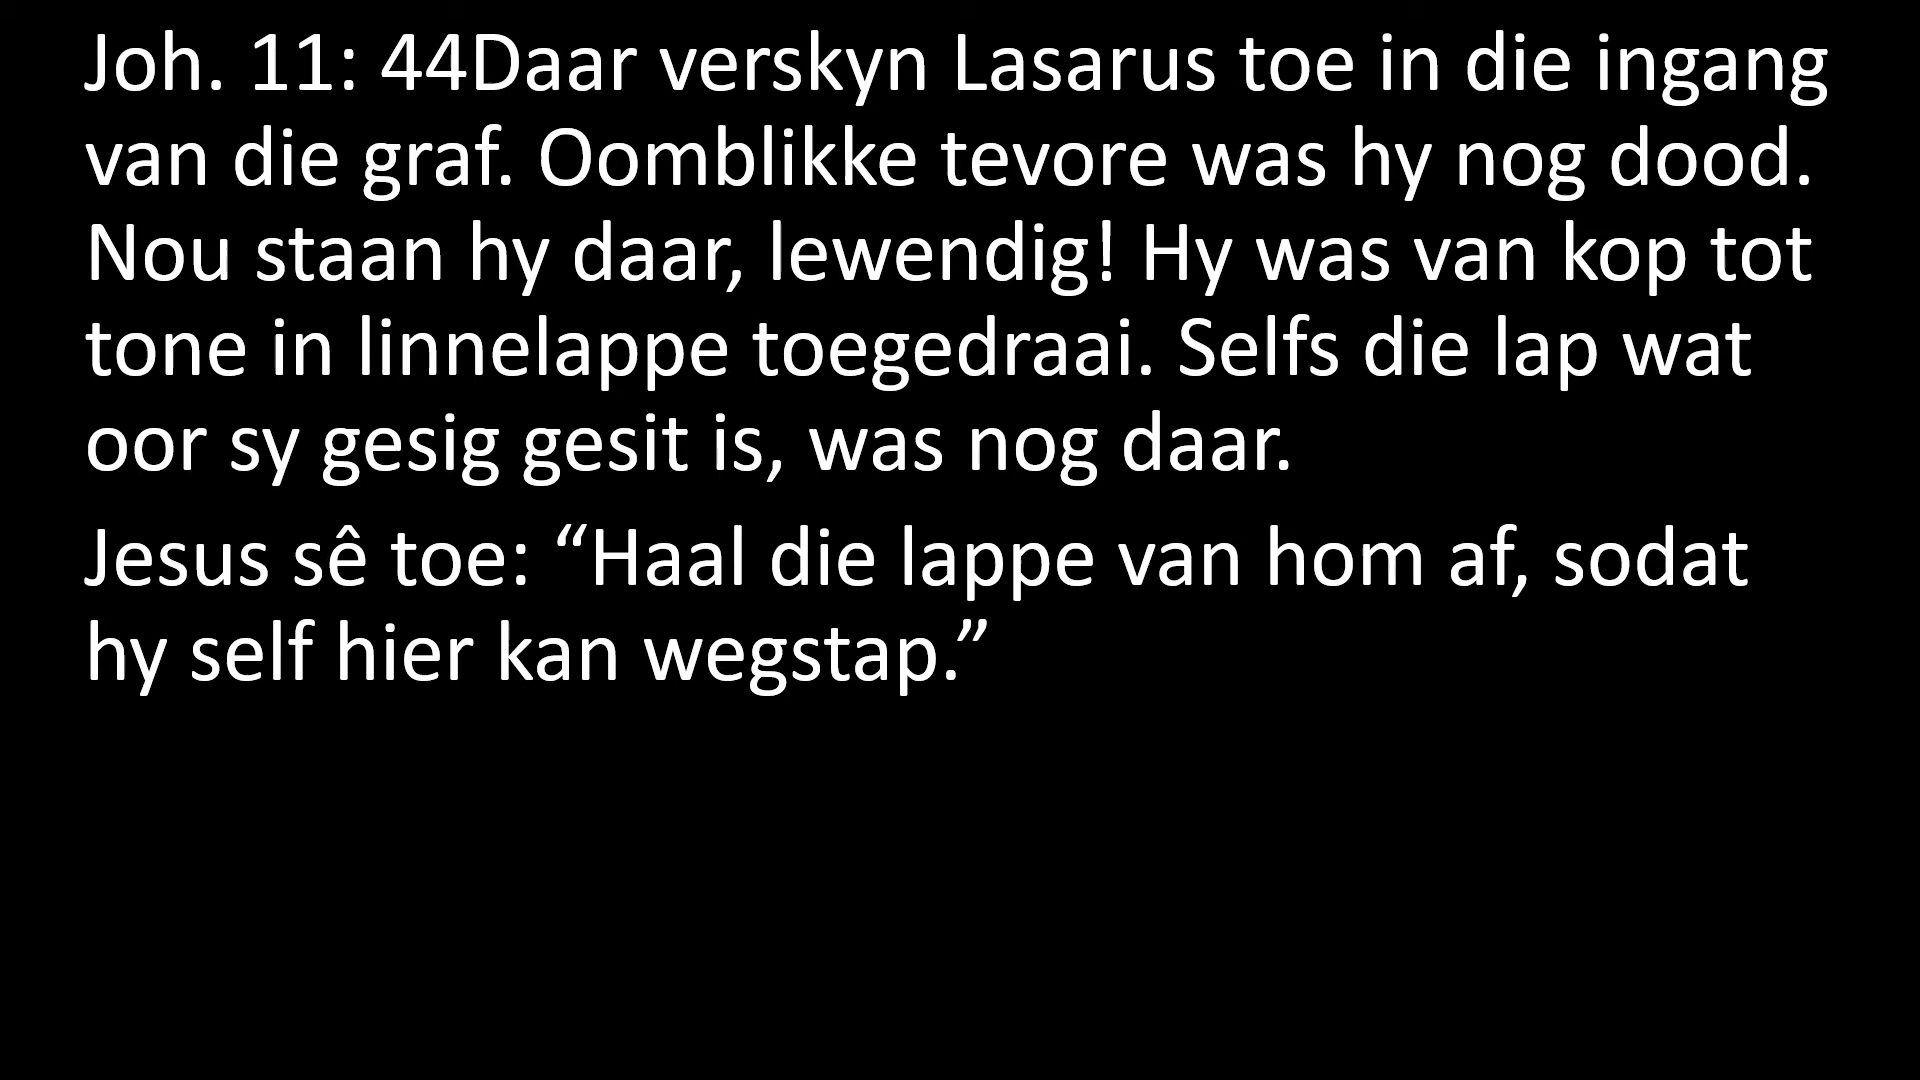 Joh. 11: 44Daar verskyn Lasarus toe in die ingang
van die graf. Oomblikke tevore was hy nog dood.
Nou staan hy daar, lewendig! Hy was van kop tot
tone in linnelappe toegedraai. Selfs die lap wat
oor sy gesig gesit is, was nog daar.
Jesus sê toe: “Haal die lappe van hom af, sodat
hy self hier kan wegstap.”